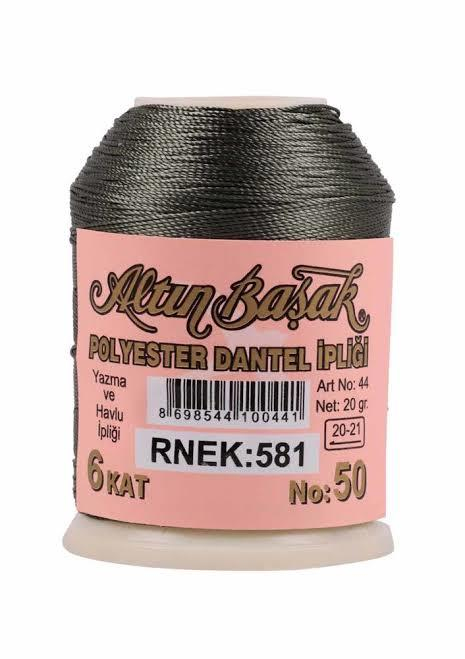 Altın Başak®
POLYESTER DANTEL İPLİĞİ
Yazma
ve
Havlu
İpliği
8 698544 100441
Art No: 44
Net: 20 gr.
20-21
RNEK:581
6 KAT
No: 50